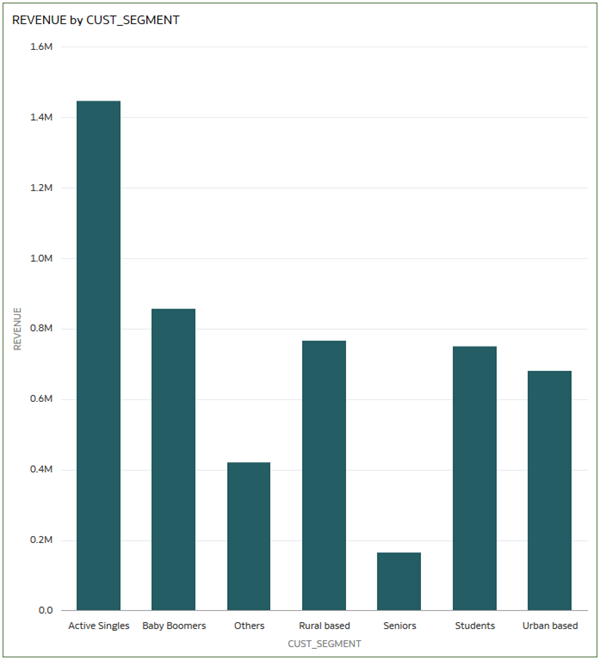 REVENUE by CUST_SEGMENT
1.6M
1.4M
1.2M
1.0M
0.8M
0.6M
0.4M
0.2M
0.0
REVENUE
Active Singles Baby Boomers Others Rural based Seniors Students Urban based
CUST_SEGMENT